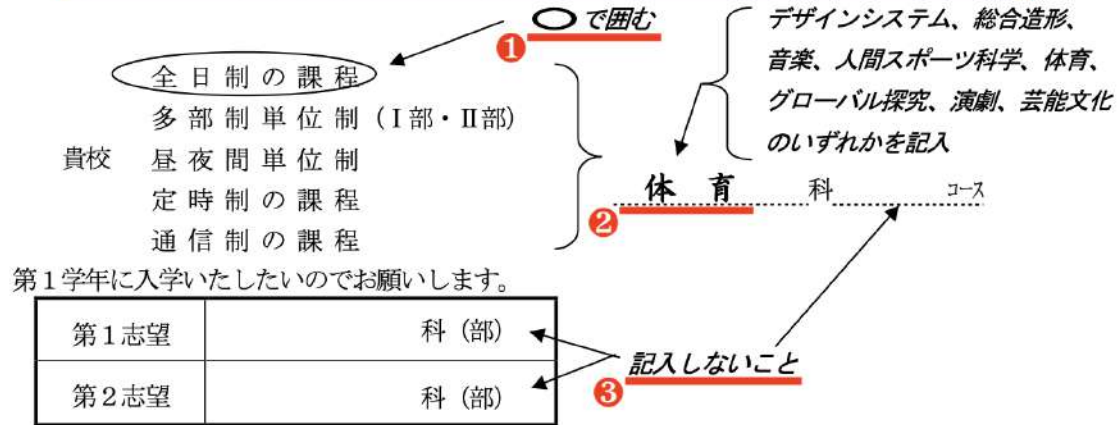 ❶ ◯で囲む
デザインシステム、総合造形、
音楽、人間スポーツ科学、体育、
グローバル探究、演劇、芸能文化
のいずれかを記入
全日制の課程
多部制単位制(Ⅰ部・Ⅱ部)
貴校 昼夜間単位制
定時制の課程
通信制の課程
❷ 体 育 科 コース
第1学年に入学いたしたいのでお願いします。
第1志望 科(部)
第2志望 科(部)
❸ 記入しないこと